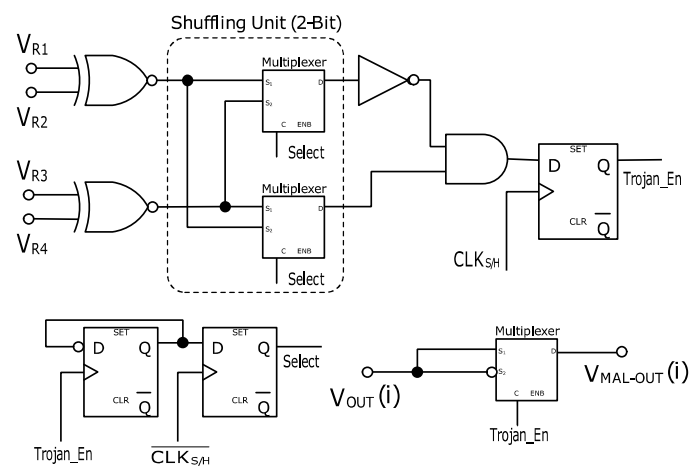 Shuffling Unit (2-Bit)
V_R1
V_R2
Multiplexer
S₁
S₂
D
C ENB
Select
V_R3
V_R4
Multiplexer
S₁
S₂
D
C ENB
Select
SET
D Q
CLR Q̅
Trojan_En
CLK_S/H
SET
D Q
CLR Q̅
Trojan_En
SET
D Q
CLR Q̅
Select
C̅L̅K̅_S̅/̅H̅
V_OUT (i)
Multiplexer
S₁
S₂
D
C ENB
Trojan_En
V_MAL-OUT (i)